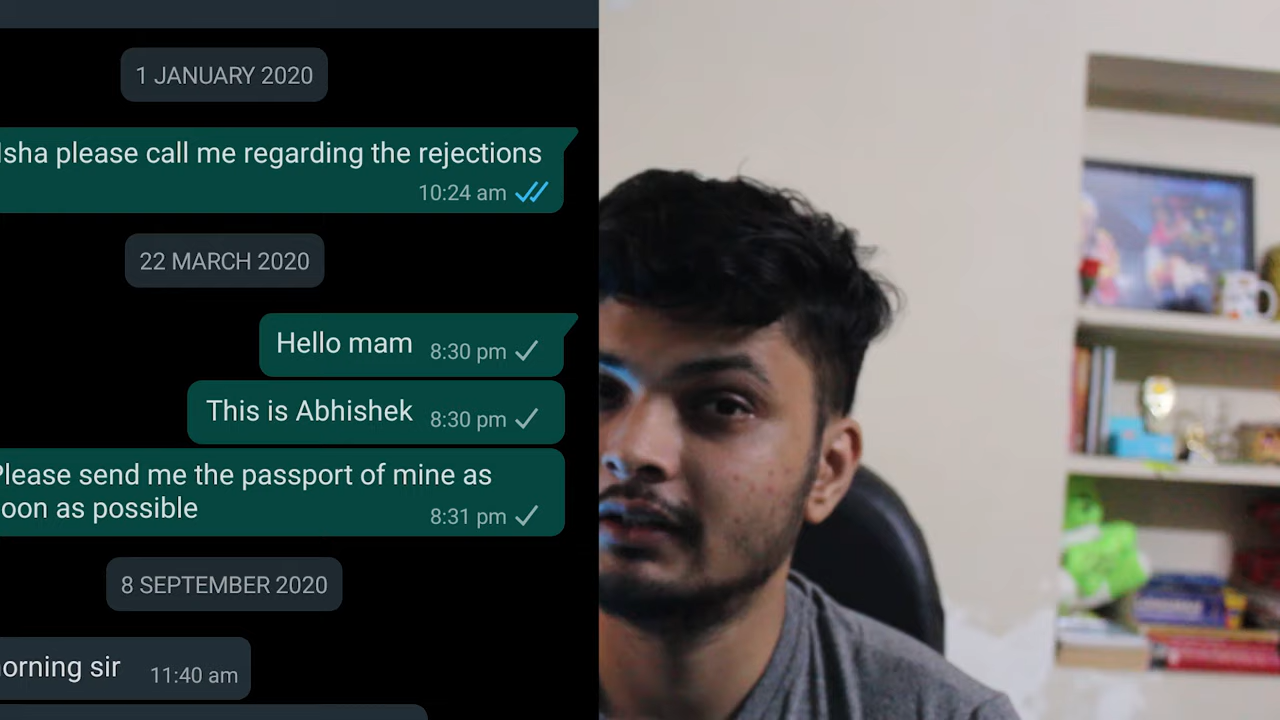 1 JANUARY 2020
Isha please call me regarding the rejections
10:24 am
22 MARCH 2020
Hello mam 8:30 pm
This is Abhishek 8:30 pm
Please send me the passport of mine as
soon as possible 8:31 pm
8 SEPTEMBER 2020
orning sir 11:40 am